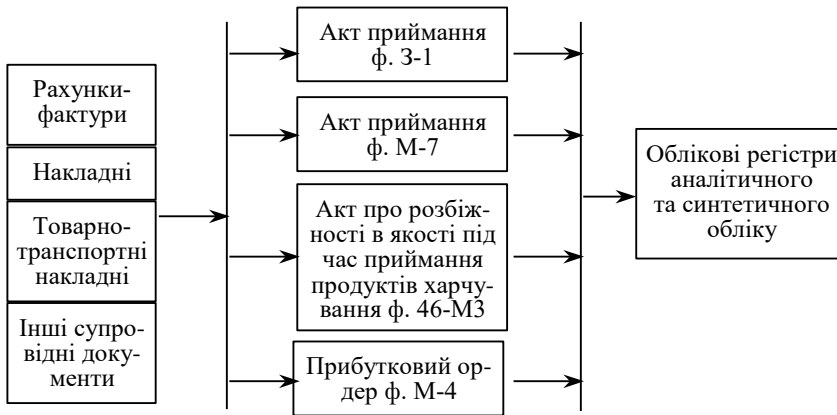 Рахунки-
фактури
Накладні
Товарно-
транспортні
накладні
Інші супро-
відні доку-
менти
Акт приймання
ф. З-1
Акт приймання
ф. М-7
Акт про розбіж-
ності в якості під
час приймання
продуктів харчу-
вання ф. 46-МЗ
Прибутковий ор-
дер ф. М-4
Облікові регістри
аналітичного
та синтетичного
обліку